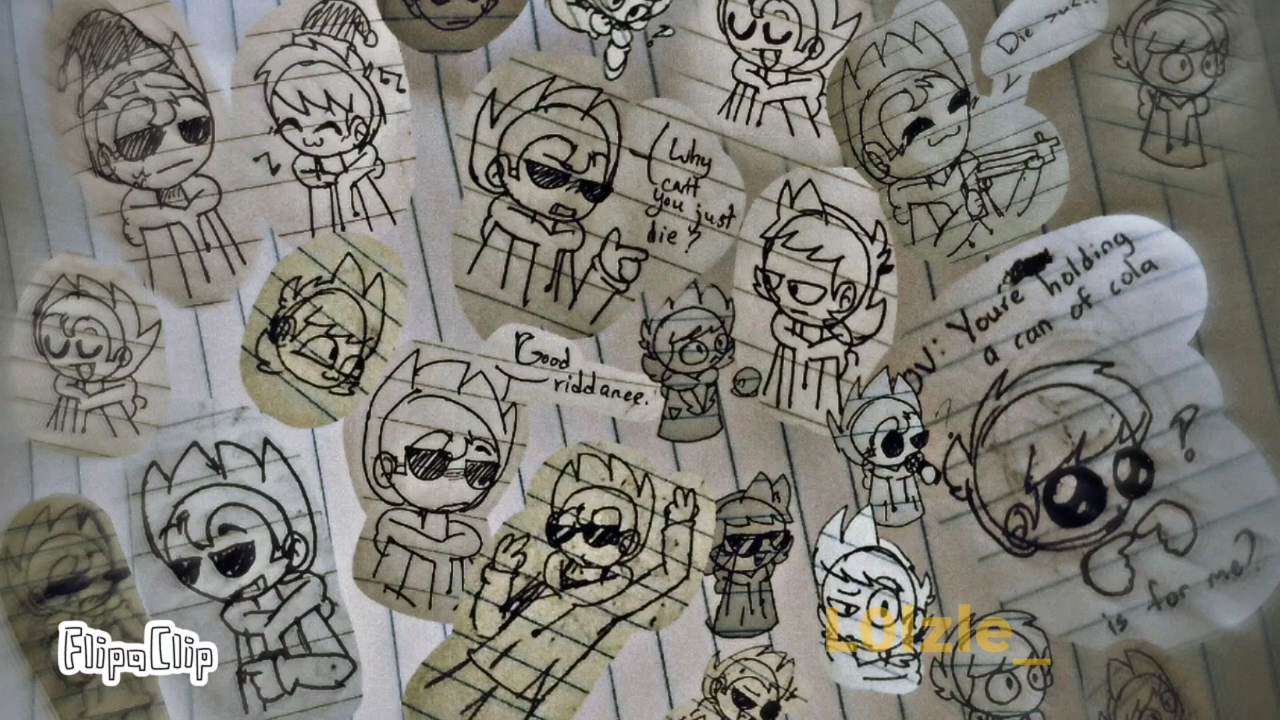 Die
Why
can't
you just
die?
Good
riddance.
POV: You're holding
a can of cola
?
is for me?
FlipaClip
L0izle_